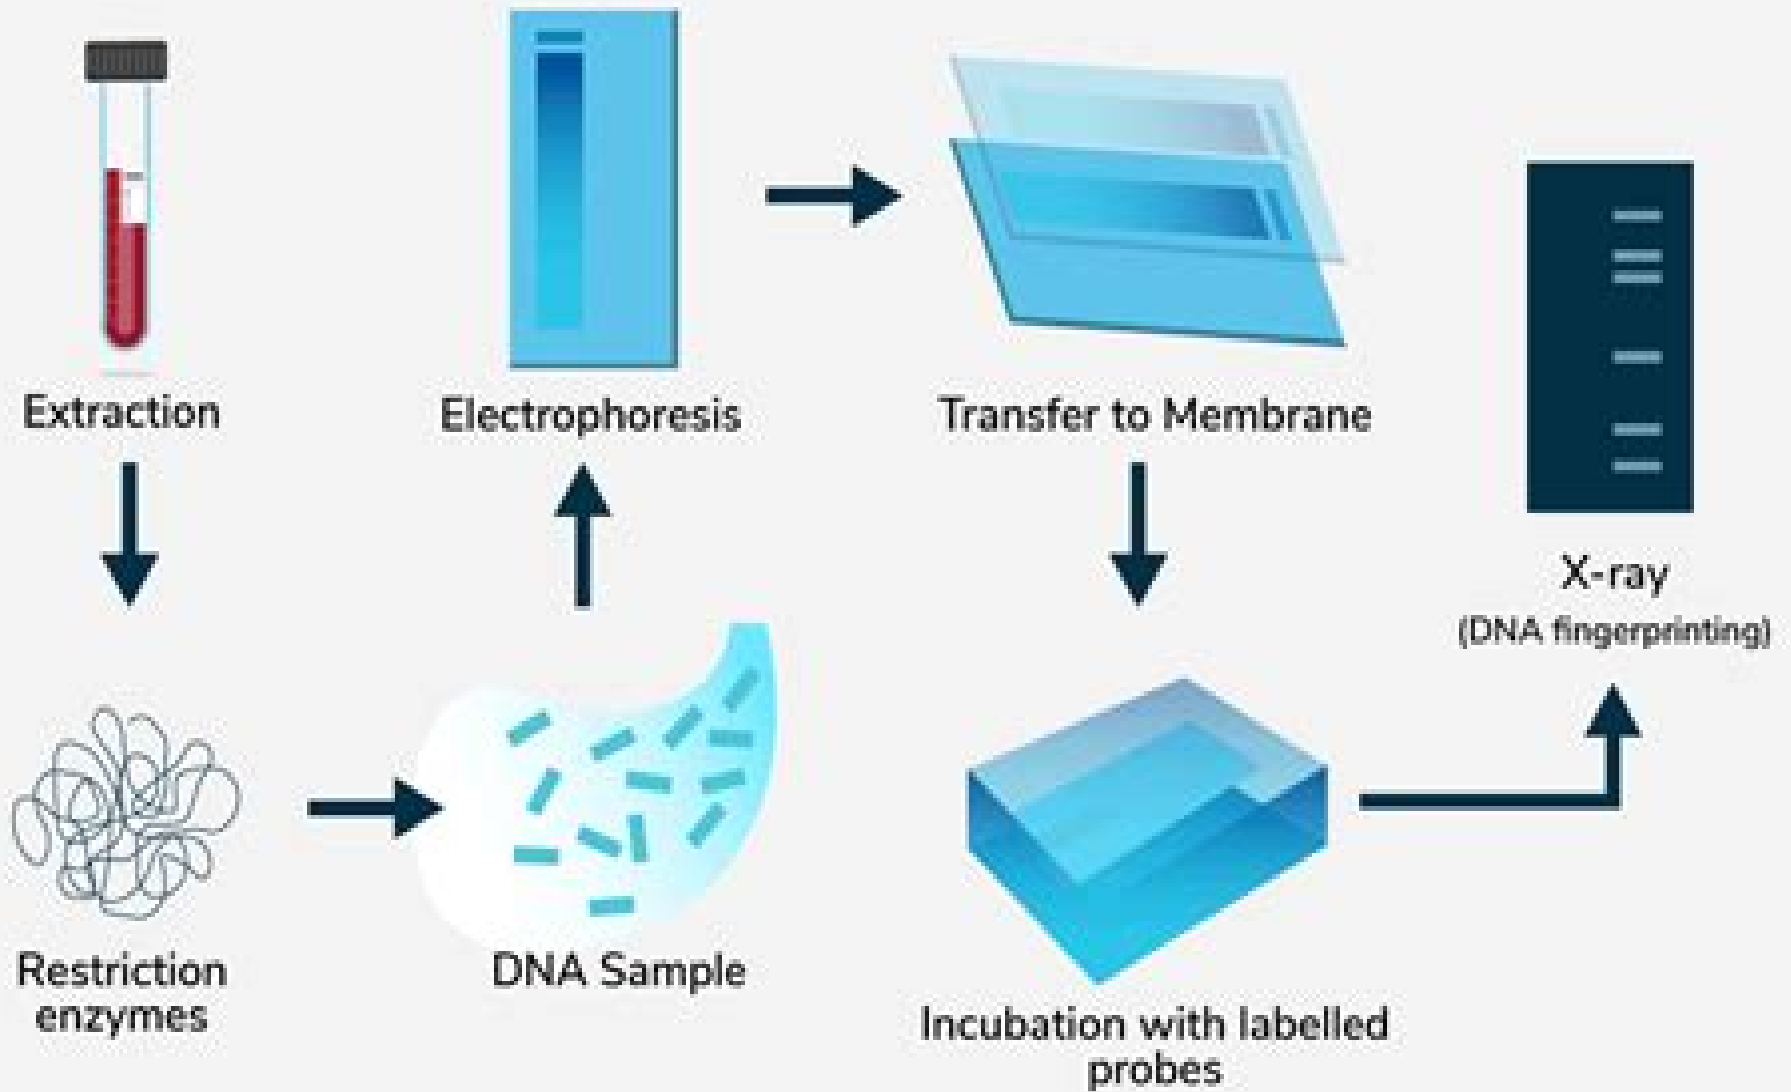 Extraction
Restriction
enzymes
DNA Sample
Electrophoresis
Transfer to Membrane
Incubation with labelled
probes
X-ray
(DNA fingerprinting)